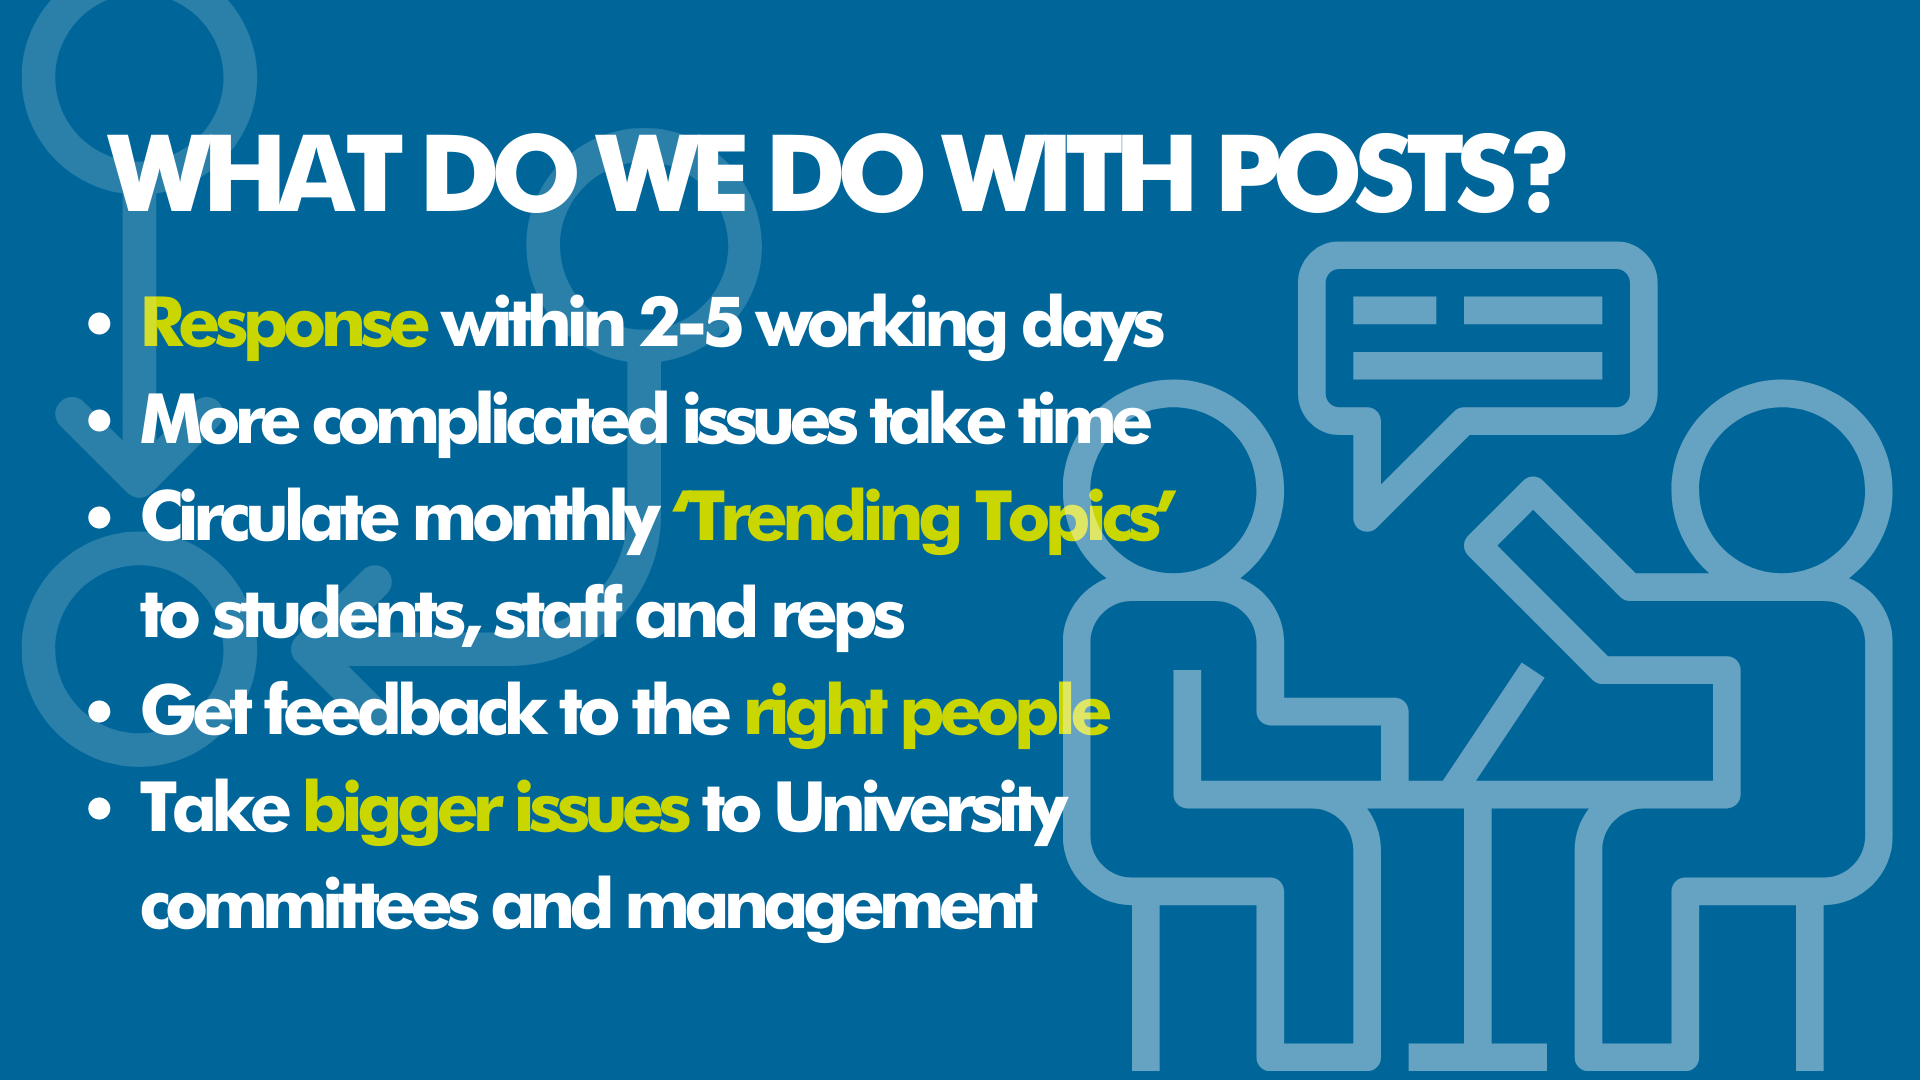 WHAT DO WE DO WITH POSTS?
• Response within 2-5 working days
• More complicated issues take time
• Circulate monthly ‘Trending Topics’
to students, staff and reps
• Get feedback to the right people
• Take bigger issues to University
committees and management